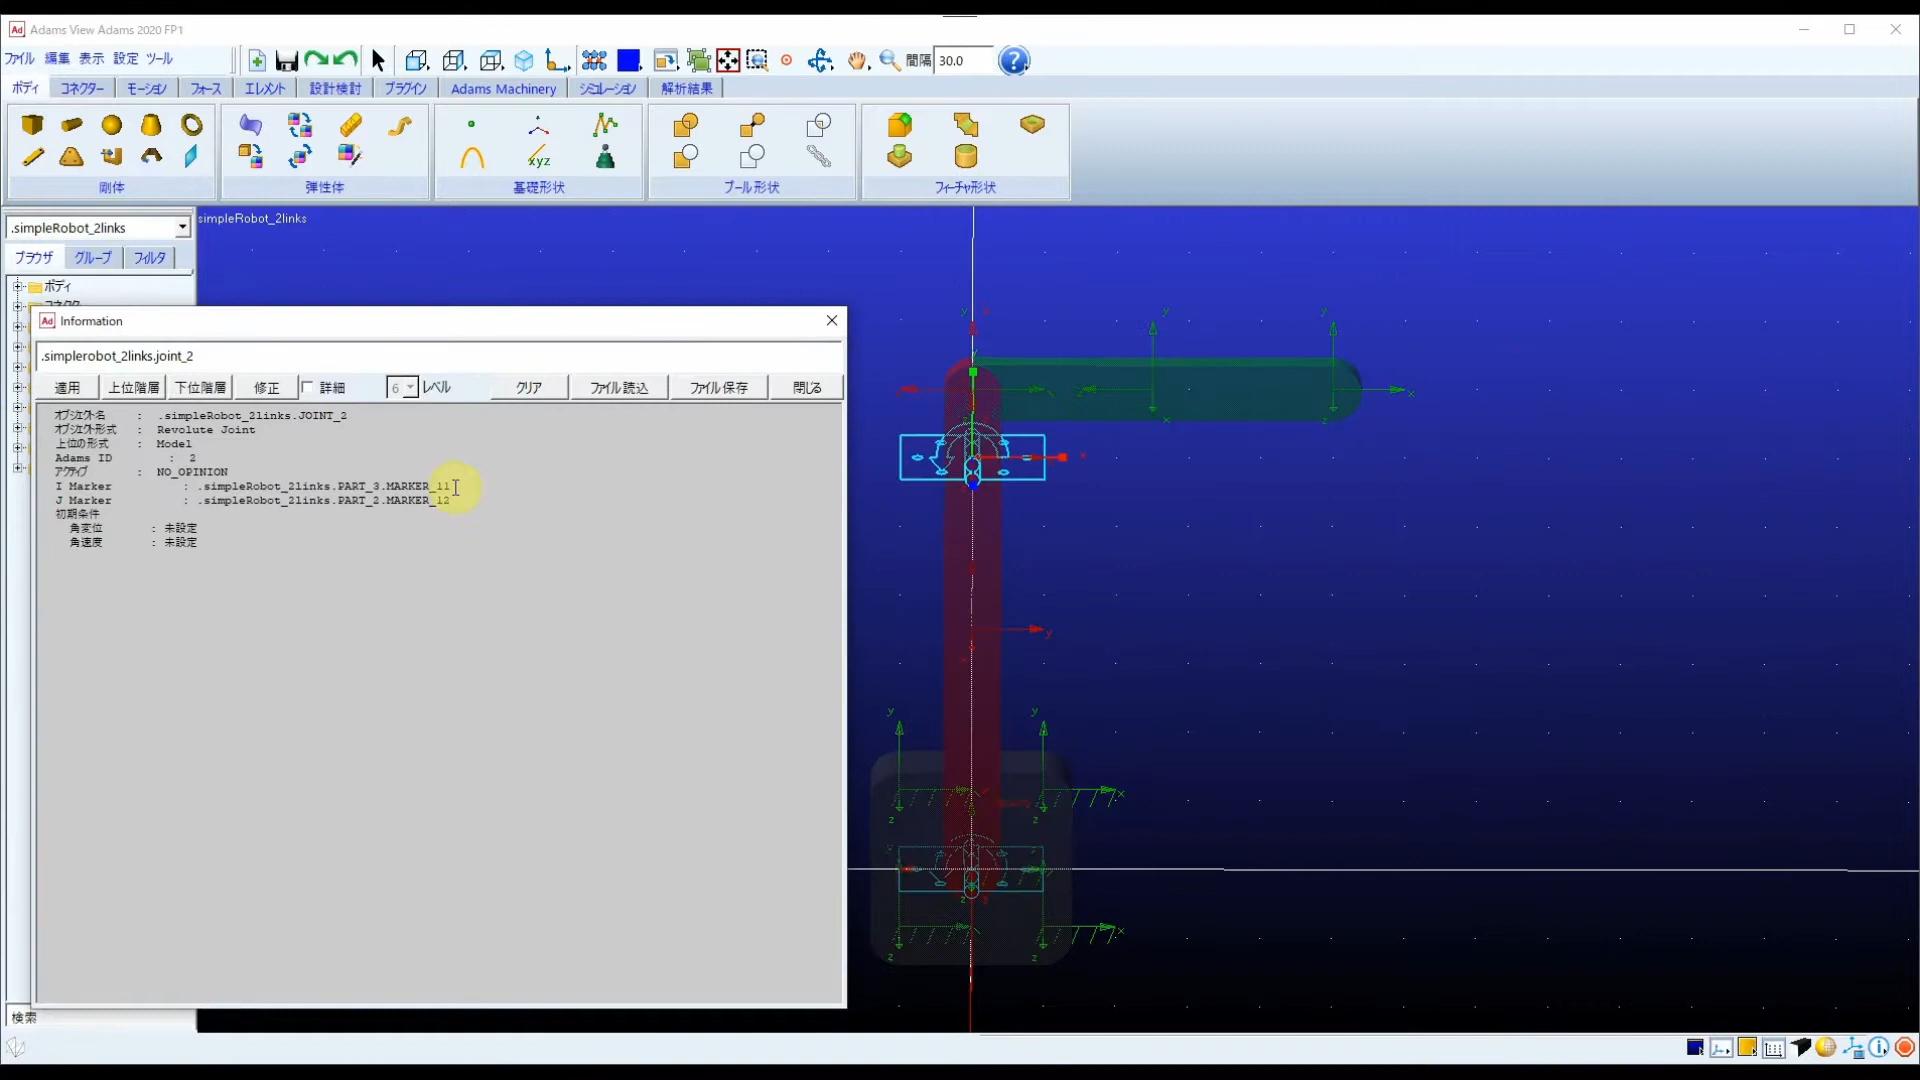 Adams View Adams 2020 FP1
ファイル 編集 表示 設定 ツール
間隔 30.0
ボディ コネクター モーション フォース エレメント 設計検討 プラグイン Adams Machinery シミュレーション 解析結果
xyz
剛体 弾性体 基礎形状 ブール形状 フィーチャ形状
.simpleRobot_2links
simpleRobot_2links
ブラウザ グループ フィルタ
ボディ
コネクター
Information
.simplerobot_2links.joint_2
適用 上位階層 下位階層 修正 詳細 6 レベル クリア ファイル読込 ファイル保存 閉じる
オブジェクト名 : .simpleRobot_2links.JOINT_2
オブジェクト形式 : Revolute Joint
上位の形式 : Model
Adams ID : 2
アクティブ : NO_OPINION
I Marker : .simpleRobot_2links.PART_3.MARKER_11
J Marker : .simpleRobot_2links.PART_2.MARKER_12
初期条件
角変位 : 未設定
角速度 : 未設定
検索